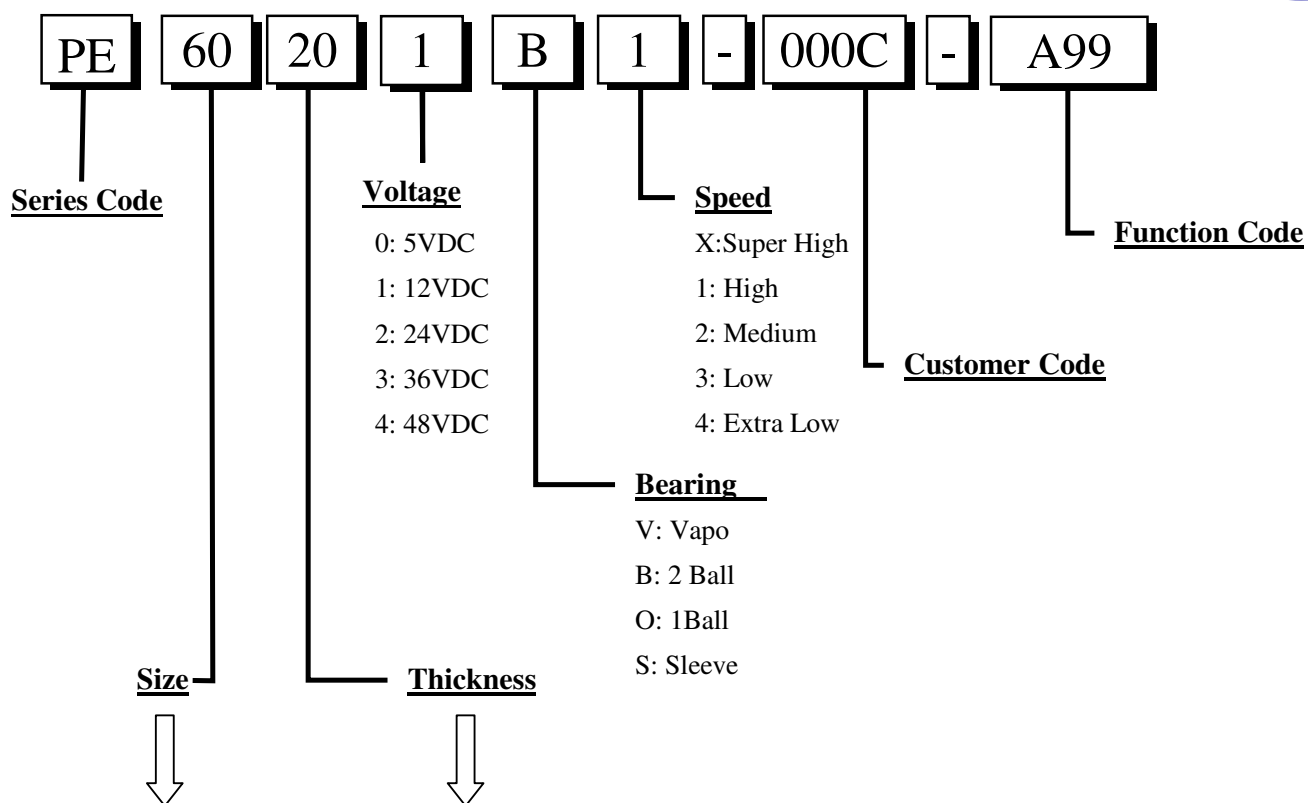 PE 60 20 1 B 1 - 000C - A99
Series Code
Voltage
0: 5VDC
1: 12VDC
2: 24VDC
3: 36VDC
4: 48VDC
Speed
X:Super High
1: High
2: Medium
3: Low
4: Extra Low
Function Code
Customer Code
Bearing
V: Vapo
B: 2 Ball
O: 1Ball
S: Sleeve
Size
Thickness